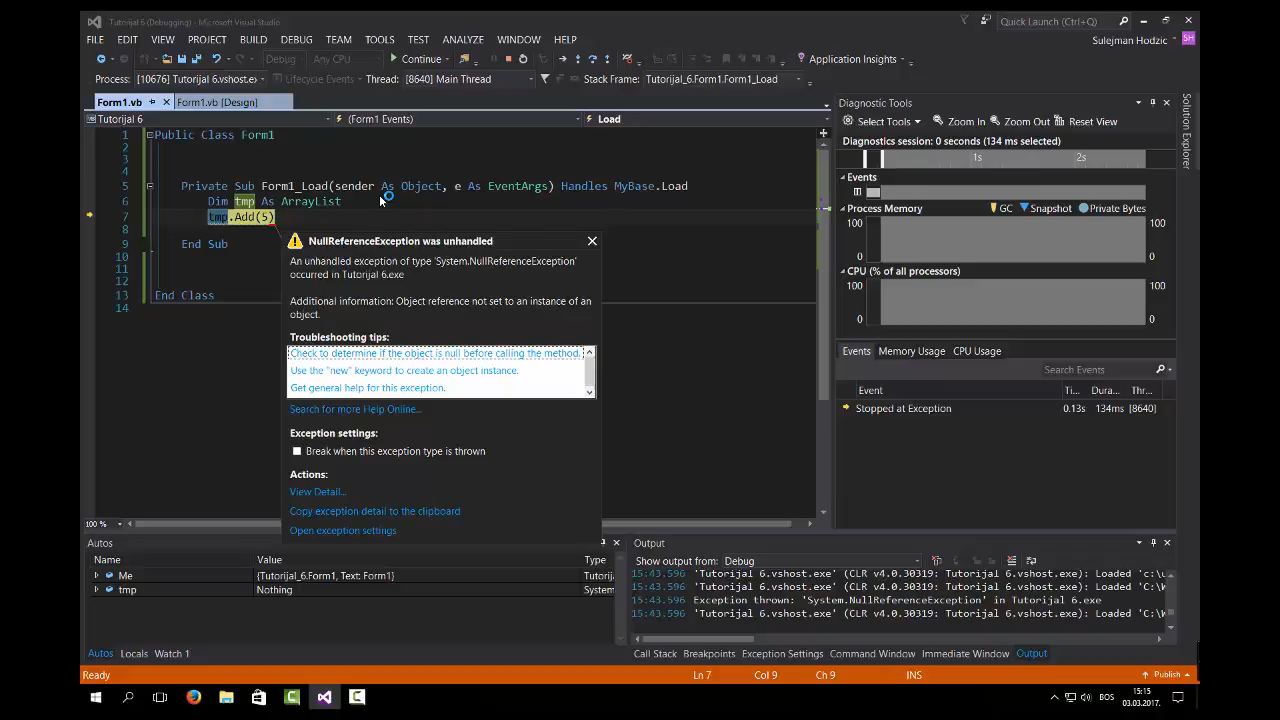 Tutorijal 6 (Debugging) - Microsoft Visual Studio
Quick Launch (Ctrl+Q)
FILE EDIT VIEW PROJECT BUILD DEBUG TEAM TOOLS TEST ANALYZE WINDOW HELP
Sulejman Hodzic SH
Debug Any CPU Continue Application Insights
Process: [10676] Tutorijal 6.vshost.e Lifecycle Events Thread: [8640] Main Thread Stack Frame: Tutorijal_6.Form1.Form1_Load
Form1.vb Form1.vb [Design]
Tutorijal 6 (Form1 Events) Load
1 Public Class Form1
2
3
4
5 Private Sub Form1_Load(sender As Object, e As EventArgs) Handles MyBase.Load
6 Dim tmp As ArrayList
7 tmp.Add(5)
8
9 End Sub
10
11
12
13 End Class
14
NullReferenceException was unhandled
An unhandled exception of type 'System.NullReferenceException'
occurred in Tutorijal 6.exe
Additional information: Object reference not set to an instance of an
object.
Troubleshooting tips:
Check to determine if the object is null before calling the method.
Use the "new" keyword to create an object instance.
Get general help for this exception.
Search for more Help Online...
Exception settings:
Break when this exception type is thrown
Actions:
View Detail...
Copy exception detail to the clipboard
Open exception settings
100 %
Diagnostic Tools
Select Tools Zoom In Zoom Out Reset View
Diagnostics session: 0 seconds (134 ms selected)
1s 2s
Events
Process Memory GC Snapshot Private Bytes
100 100
0 0
CPU (% of all processors)
100 100
0 0
Events Memory Usage CPU Usage
Search Events
Event Ti... Dura... Thr...
Stopped at Exception 0.13s 134ms [8640]
Solution Explorer
Autos
Name Value Type
Me {Tutorijal_6.Form1, Text: Form1} Tutorij
tmp Nothing System
Autos Locals Watch 1
Output
Show output from: Debug
15:43.596 'Tutorijal 6.vshost.exe' (CLR v4.0.30319: Tutorijal 6.vshost.exe): Loaded 'c:\u
15:43.596 'Tutorijal 6.vshost.exe' (CLR v4.0.30319: Tutorijal 6.vshost.exe): Loaded 'C:\W
15:43.596 Exception thrown: 'System.NullReferenceException' in Tutorijal 6.exe
15:43.596 'Tutorijal 6.vshost.exe' (CLR v4.0.30319: Tutorijal 6.vshost.exe): Loaded 'C:\W
Call Stack Breakpoints Exception Settings Command Window Immediate Window Output
Ready Ln 7 Col 9 Ch 9 INS Publish
BOS 15:15
03.03.2017.